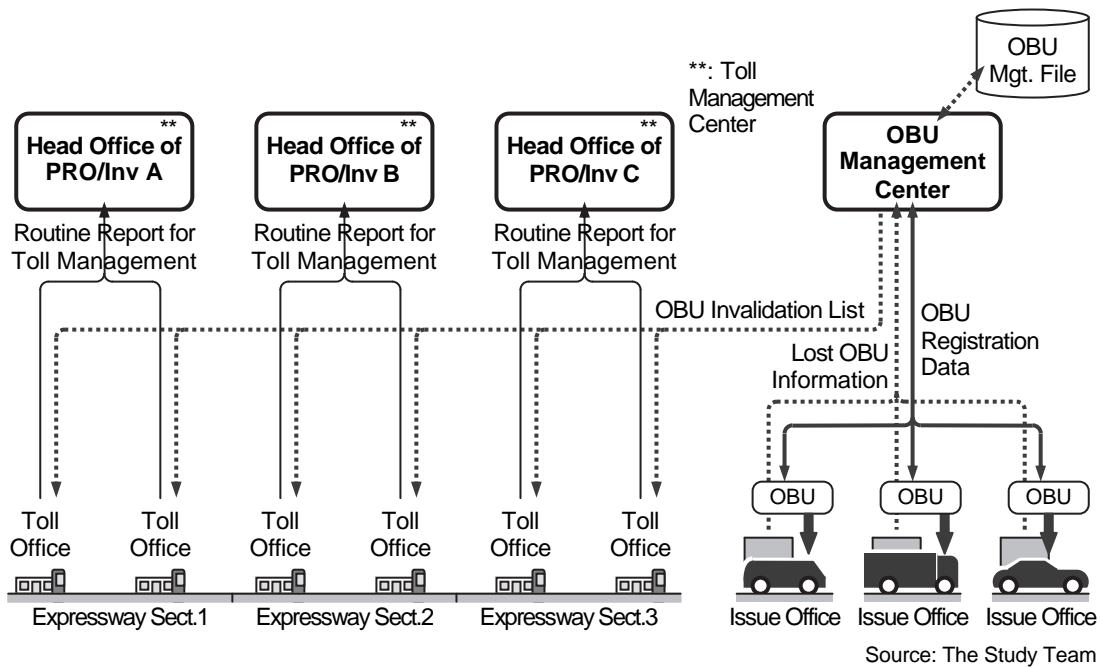 OBU
Mgt. File
**: Toll
Management
Center
**
Head Office of
PRO/Inv A
**
Head Office of
PRO/Inv B
**
Head Office of
PRO/Inv C
OBU
Management
Center
Routine Report for
Toll Management
Routine Report for
Toll Management
Routine Report for
Toll Management
OBU Invalidation List
OBU
Registration
Data
Lost OBU
Information
OBU
OBU
OBU
Toll
Office
Toll
Office
Toll
Office
Toll
Office
Toll
Office
Toll
Office
Expressway Sect.1
Expressway Sect.2
Expressway Sect.3
Issue Office
Issue Office
Issue Office
Source: The Study Team